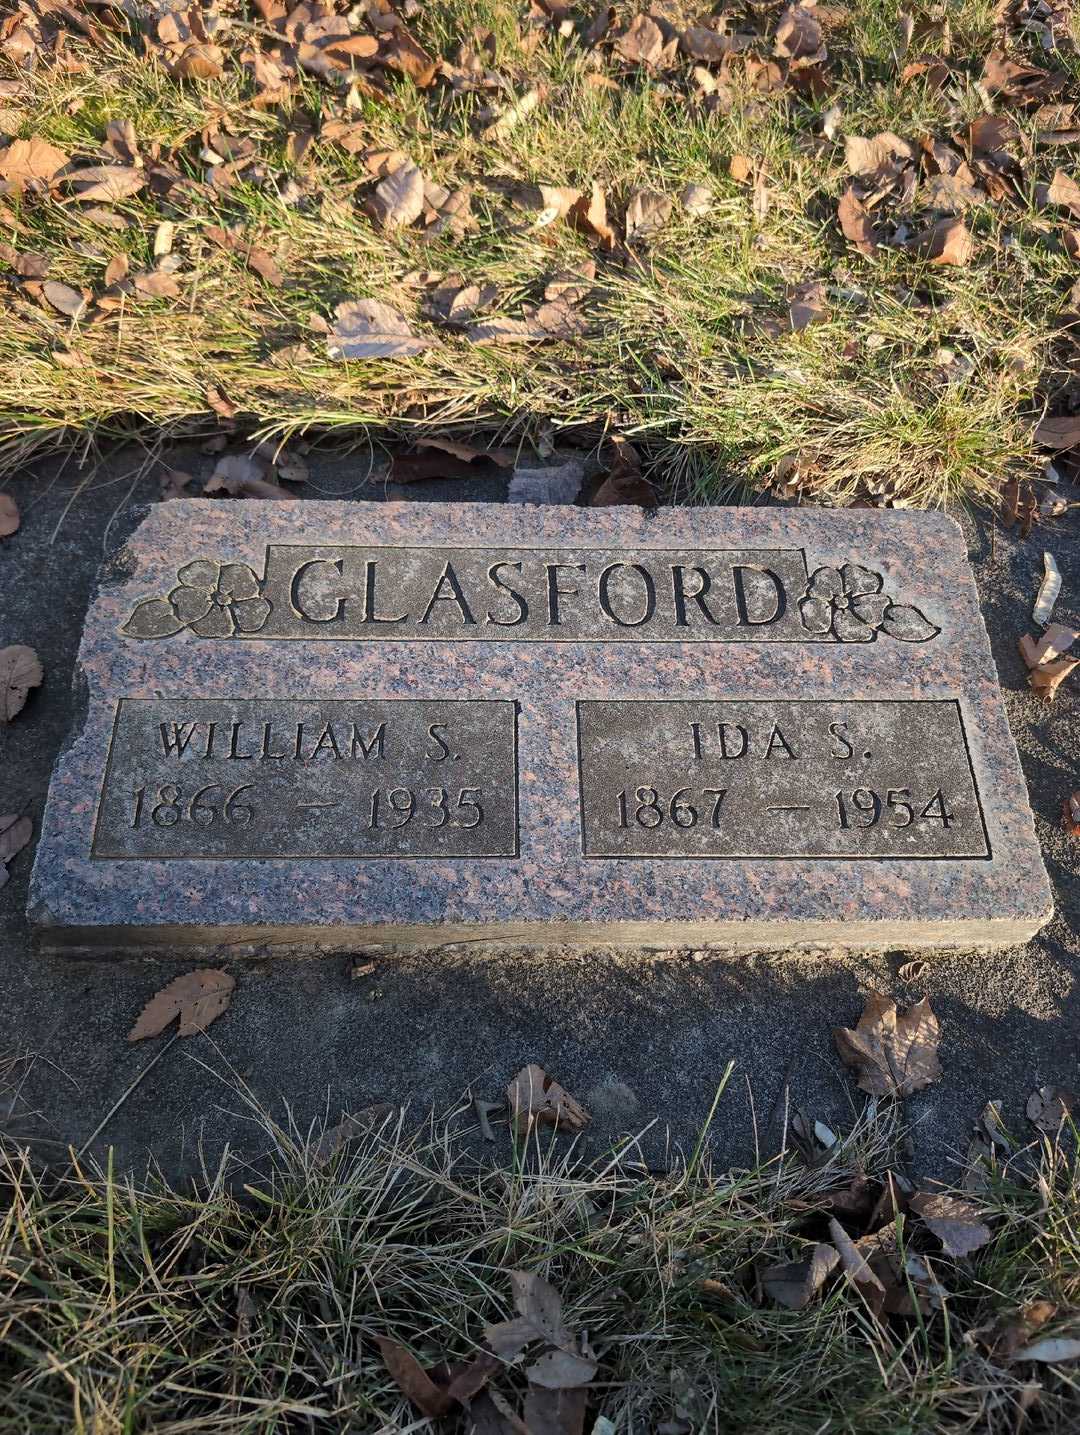 GLASFORD
WILLIAM S.
1866 — 1935
IDA S.
1867 — 1954